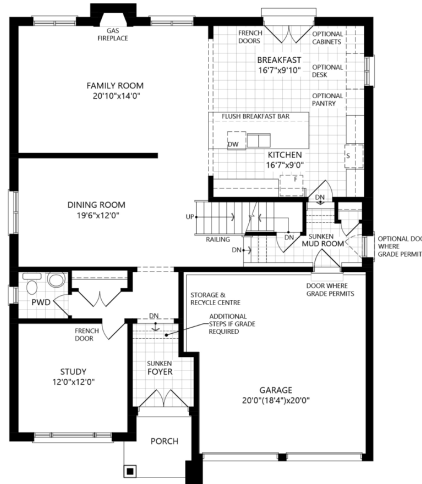 GAS
FIREPLACE
FRENCH
DOORS
OPTIONAL
CABINETS
BREAKFAST
16'7"x9'10"
OPTIONAL
DESK
FAMILY ROOM
20'10"x14'0"
OPTIONAL
PANTRY
FLUSH BREAKFAST BAR
DW
KITCHEN
16'7"x9'0"
S
F
DN
DINING ROOM
19'6"x12'0"
UP
RAILING
DN
DN
SUNKEN
MUD ROOM
OPTIONAL DOO
WHERE
GRADE PERMIT
PWD
STORAGE &
RECYCLE CENTRE
DOOR WHERE
GRADE PERMITS
DN
ADDITIONAL
STEPS IF GRADE
REQUIRED
FRENCH
DOOR
STUDY
12'0"x12'0"
SUNKEN
FOYER
GARAGE
20'0"(18'4")x20'0"
PORCH